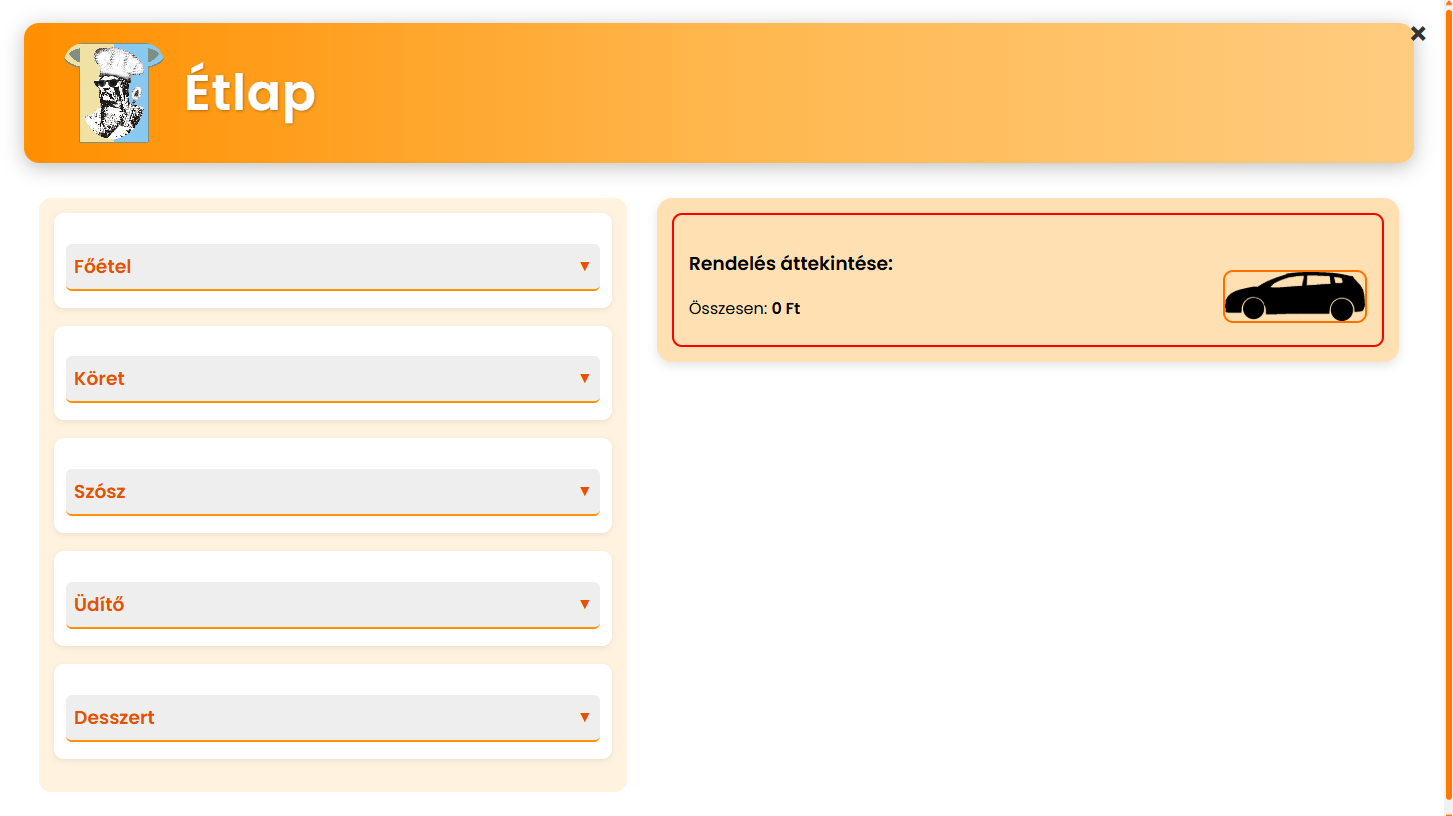 Étlap
Főétel
Köret
Szósz
Üdítő
Desszert
Rendelés áttekintése:
Összesen: 0 Ft